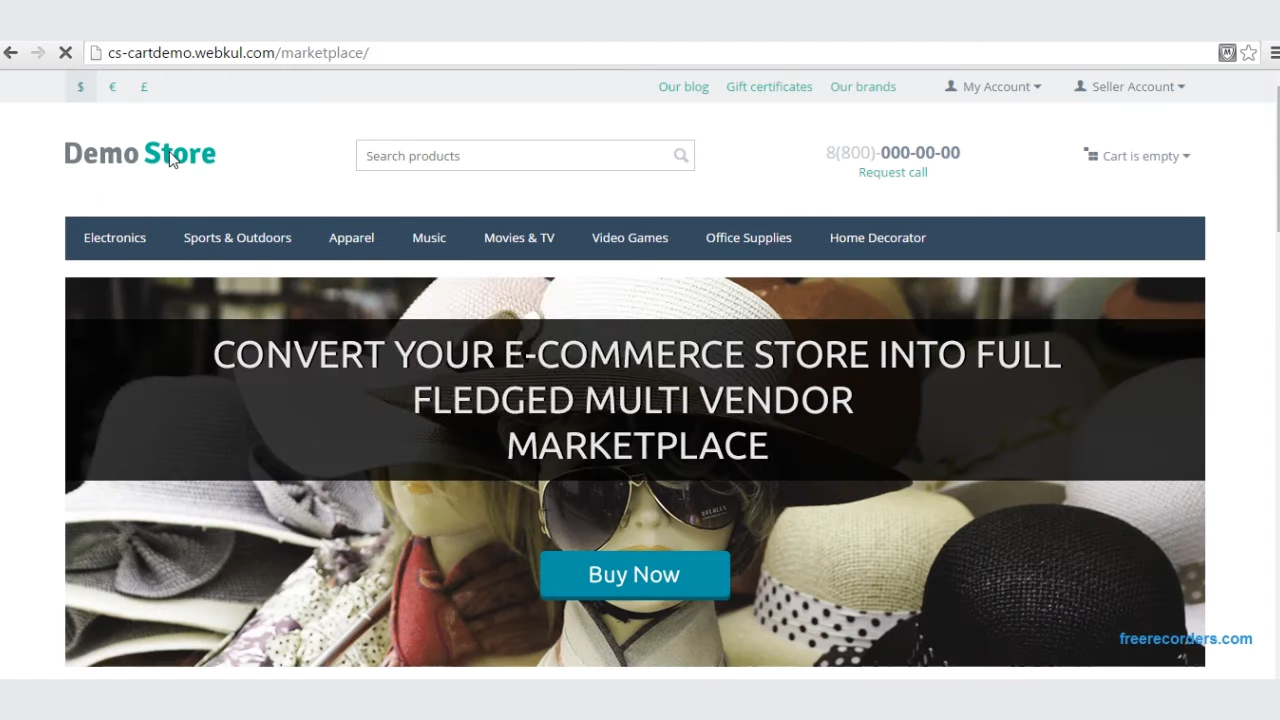 cs-cartdemo.webkul.com/marketplace/
$ € £ Our blog Gift certificates Our brands My Account Seller Account
Demo Store Search products 8(800)-000-00-00 Cart is empty
Request call
Electronics Sports & Outdoors Apparel Music Movies & TV Video Games Office Supplies Home Decorator
CONVERT YOUR E-COMMERCE STORE INTO FULL
FLEDGED MULTI VENDOR
MARKETPLACE
Buy Now
freerecorders.com